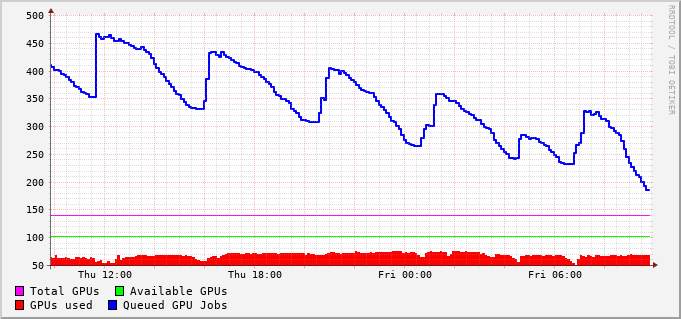 500
450
400
350
300
250
200
150
100
50
Thu 12:00 Thu 18:00 Fri 00:00 Fri 06:00
Total GPUs Available GPUs
GPUs used Queued GPU Jobs
RRDTOOL / TOBI OETIKER